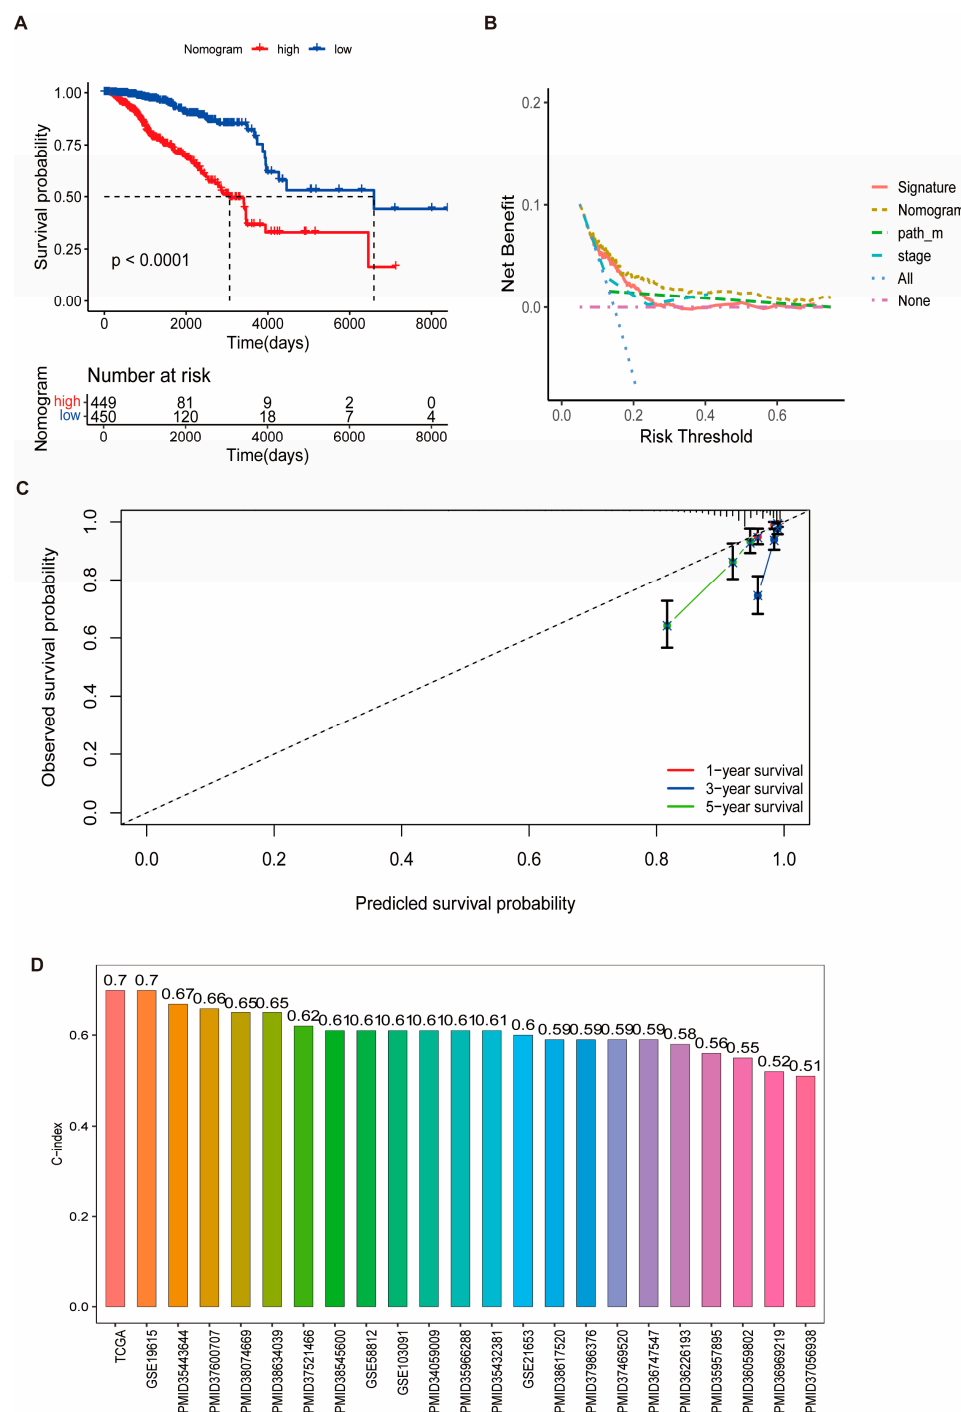 A
Nomogram high low
Survival probability
1.00
0.75
0.50
0.25
0.00
p < 0.0001
0 2000 4000 6000 8000
Time(days)
Number at risk
Nomogram
high 449 81 9 2 0
low 450 120 18 7 4
0 2000 4000 6000 8000
Time(days)
B
Net Benefit
0.2
0.1
0.0
0.0 0.2 0.4 0.6
Risk Threshold
Signature
Nomogram
path_m
stage
All
None
C
Observed survival probability
1.0
0.8
0.6
0.4
0.2
0.0
1-year survival
3-year survival
5-year survival
0.0 0.2 0.4 0.6 0.8 1.0
Prediclled survival probability
D
C-index
0.6
0.4
0.2
0.0
0.7 0.7 0.67 0.66 0.65 0.65 0.62 0.61 0.61 0.61 0.61 0.61 0.61 0.6 0.59 0.59 0.59 0.59 0.58 0.56 0.55 0.52 0.51
TCGA
GSE19615
PMID35443644
PMID37600707
PMID38074669
PMID38634039
PMID37521466
PMID38545600
GSE58812
GSE103091
PMID34059009
PMID35966288
PMID35432381
GSE21653
PMID38617520
PMID37986376
PMID37469520
PMID36747547
PMID36226193
PMID35957895
PMID36059802
PMID36969219
PMID37056938